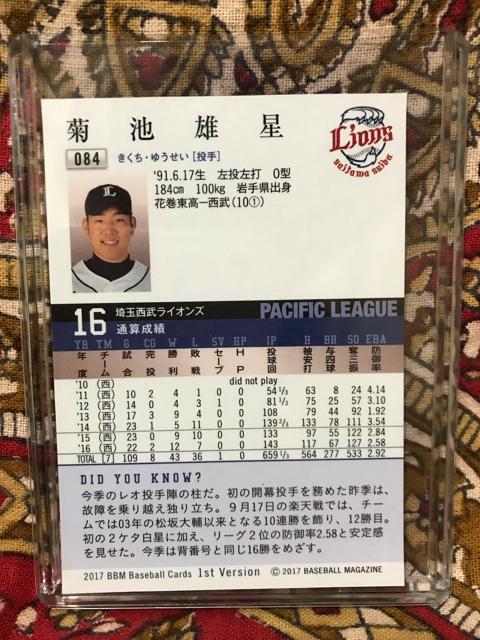 菊池雄星
Lions
Saitama Seibu
084 きくち・ゆうせい[投手]
'91.6.17生 左投左打 O型
184cm 100kg 岩手県出身
花巻東高―西武(10①)
16 埼玉西武ライオンズ
通算成績
PACIFIC LEAGUE
YR TM G CG W L SV HP IP H BB SO ERA
年度 チーム 試合 完投 勝利 敗戦 セーブ HP 投球回 被安打 与四球 奪三振 防御率
'10 (西) did not play
'11 (西) 10 2 4 1 0 0 54 1/3 63 8 24 4.14
'12 (西) 14 0 4 3 1 0 81 1/3 75 25 57 3.10
'13 (西) 17 3 9 4 0 0 108 79 44 92 1.92
'14 (西) 23 1 5 11 0 0 139 2/3 133 78 111 3.54
'15 (西) 23 0 9 10 0 0 133 97 55 122 2.84
'16 (西) 22 2 12 7 0 0 143 117 67 127 2.58
TOTAL [7] 109 8 43 36 1 0 659 1/3 564 277 533 2.92
DID YOU KNOW?
今季のレオ投手陣の柱だ。初の開幕投手を務めた昨季は、
故障を乗り越え独り立ち。9月17日の楽天戦では、チー
ムでは03年の松坂大輔以来となる10連勝を飾り、12勝目。
初の2ケタ白星に加え、リーグ2位の防御率2.58と安定感
を見せた。今季は背番号と同じ16勝をめざす。
2017 BBM Baseball Cards 1st Version ©2017 BASEBALL MAGAZINE